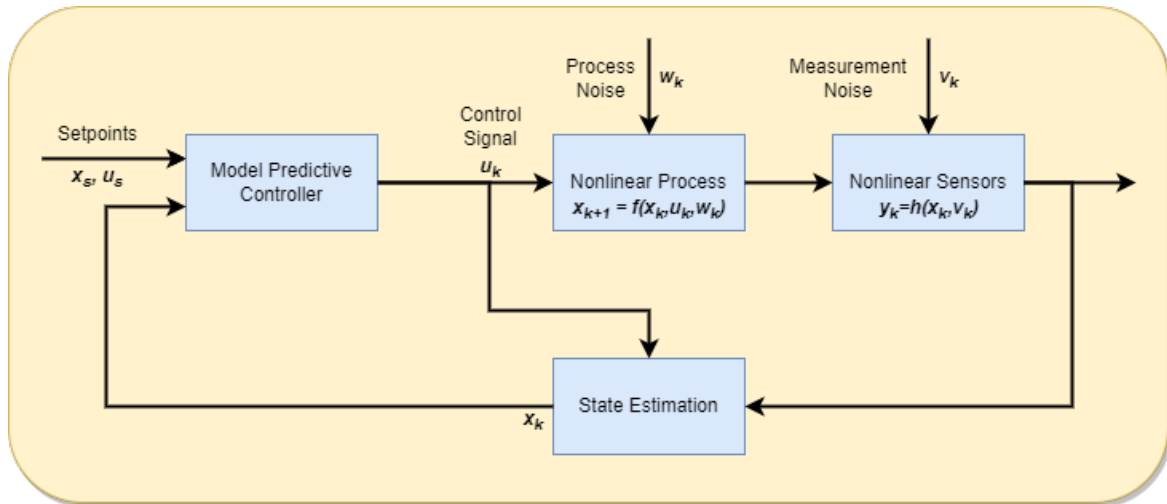 Setpoints
x_s, u_s
Model Predictive
Controller
Control
Signal
u_k
Process
Noise
w_k
Nonlinear Process
x_{k+1} = f(x_k,u_k,w_k)
Measurement
Noise
v_k
Nonlinear Sensors
y_k=h(x_k,v_k)
State Estimation
x_k